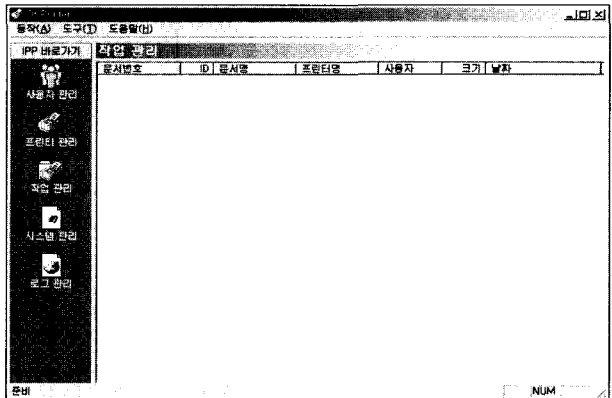 동작(A) 도구(T) 도움말(H)
IPP 바로가기
작업 관리
문서번호 ID 문서명 프린터명 사용자 크기 날짜
사용자 관리
프린터 관리
작업 관리
시스템 관리
로그 관리
준비 NUM